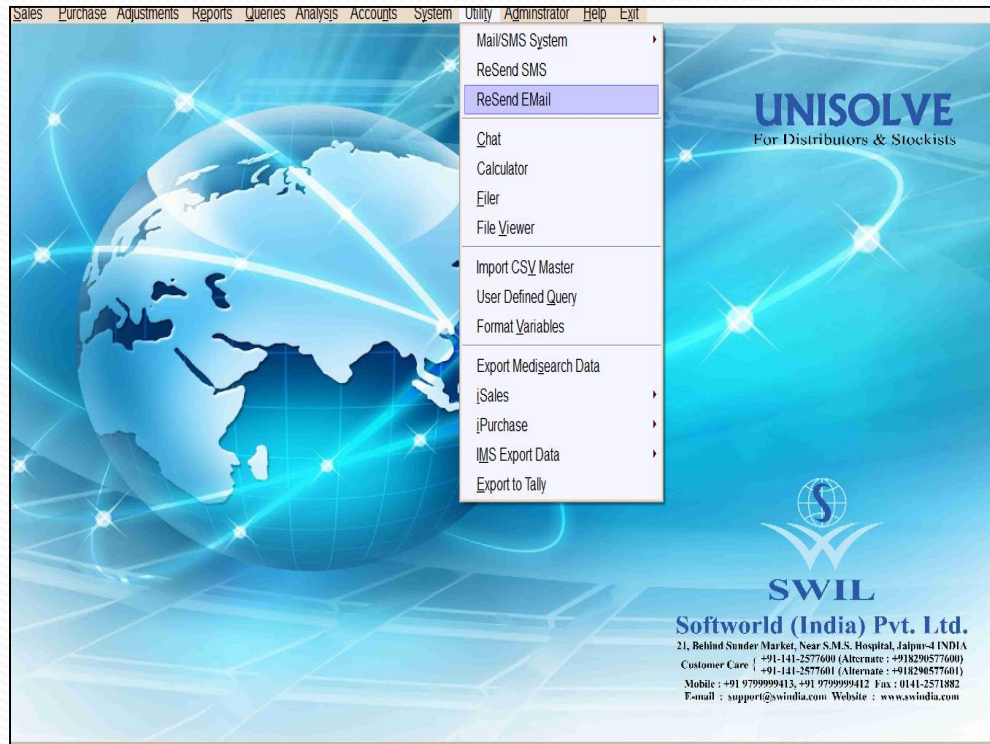 Sales Purchase Adjustments Reports Queries Analysis Accounts System Utility Adminstrator Help Exit
Mail/SMS System
ReSend SMS
ReSend EMail
Chat
Calculator
Filer
File Viewer
Import CSV Master
User Defined Query
Format Variables
Export Medisearch Data
iSales
iPurchase
IMS Export Data
Export to Tally
UNISOLVE
For Distributors & Stockists
S
SWIL
Softworld (India) Pvt. Ltd.
21, Behind Sunder Market, Near S.M.S. Hospital, Jaipur-4 INDIA
Customer Care { +91-141-2577600 (Alternate : +918290577600)
+91-141-2577601 (Alternate : +918290577601)
Mobile : +91 9799999413, +91 9799999412 Fax : 0141-2571882
E-mail : support@swindia.com Website : www.swindia.com